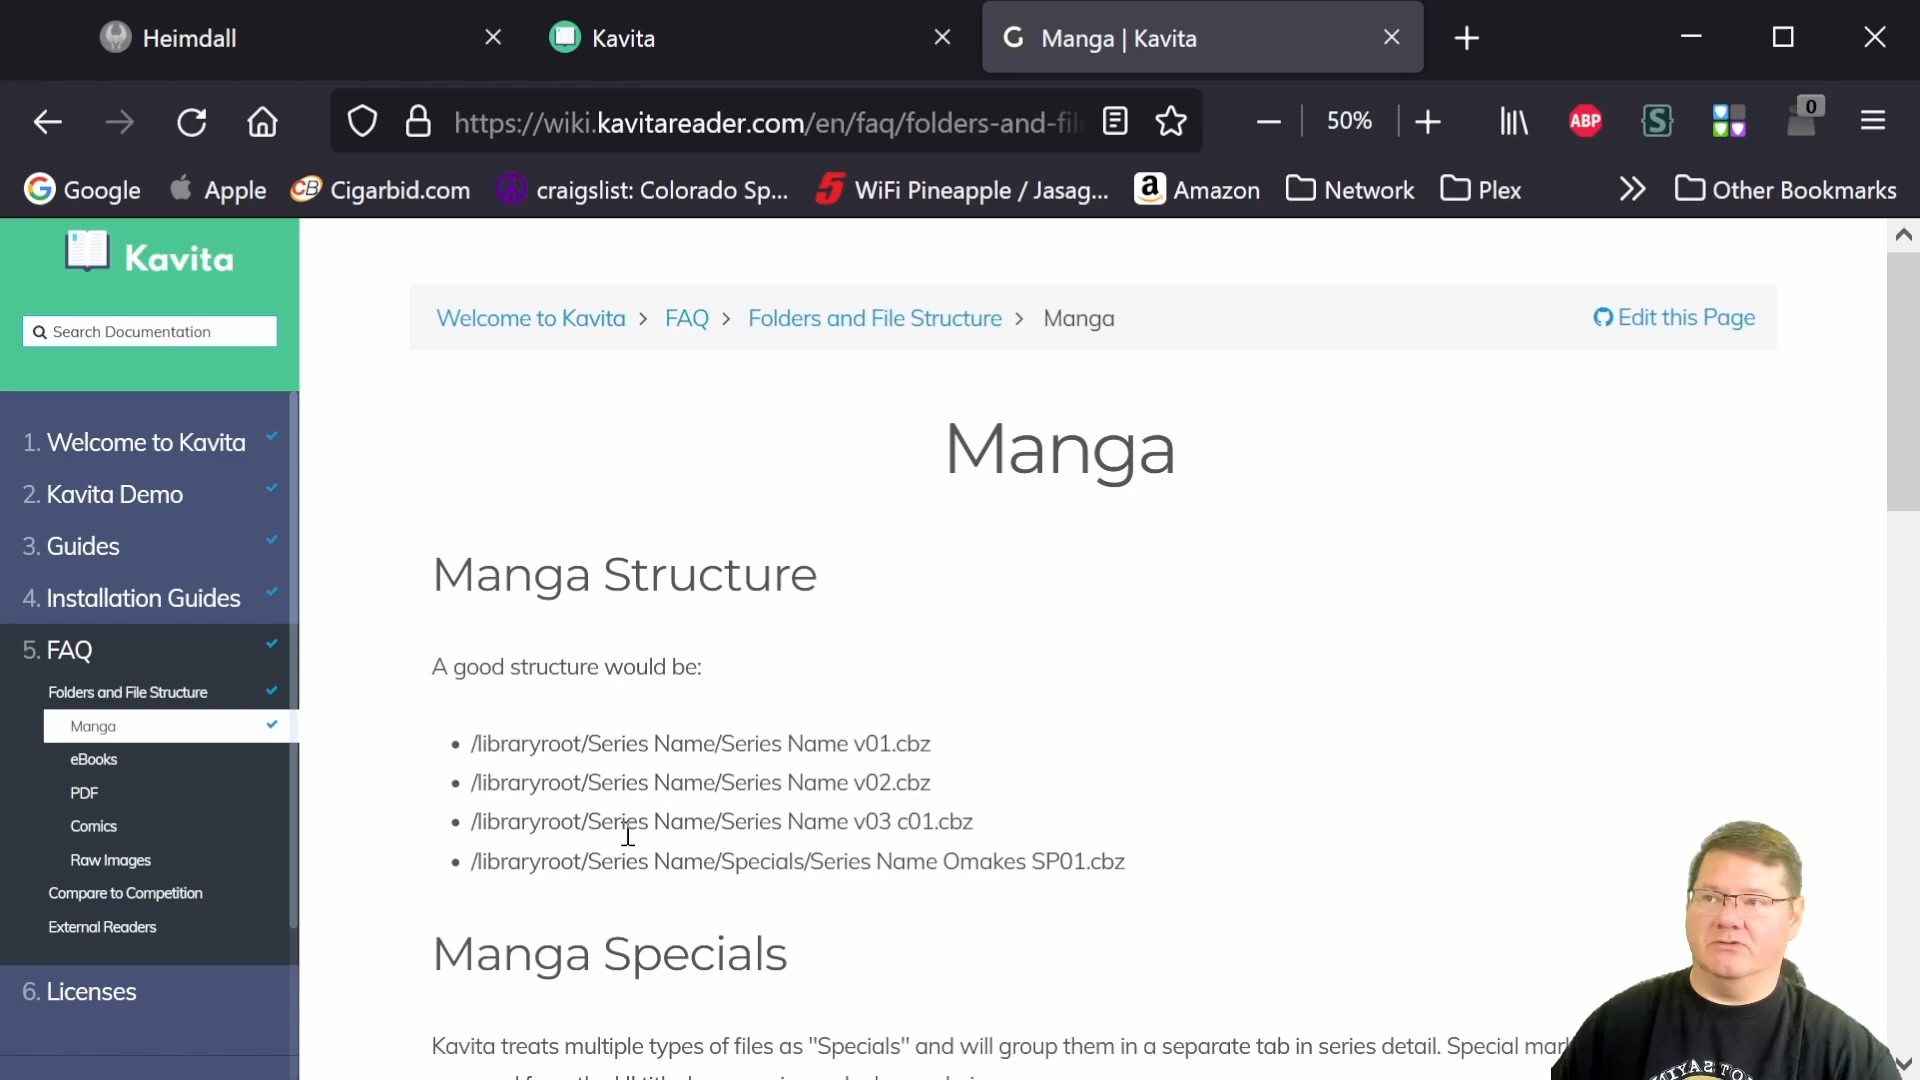 Heimdall
Kavita
Manga | Kavita
https://wiki.kavitareader.com/en/faq/folders-and-file
50%
ABP
S
0
Google
Apple
CB Cigarbid.com
craigslist: Colorado Sp...
5 WiFi Pineapple / Jasag...
a Amazon
Network
Plex
Other Bookmarks
Kavita
Search Documentation
1. Welcome to Kavita
2. Kavita Demo
3. Guides
4. Installation Guides
5. FAQ
Folders and File Structure
Manga
eBooks
PDF
Comics
Raw Images
Compare to Competition
External Readers
6. Licenses
Welcome to Kavita > FAQ > Folders and File Structure > Manga
Edit this Page
Manga
Manga Structure
A good structure would be:
• /libraryroot/Series Name/Series Name v01.cbz
• /libraryroot/Series Name/Series Name v02.cbz
• /libraryroot/Series Name/Series Name v03 c01.cbz
• /libraryroot/Series Name/Specials/Series Name Omakes SP01.cbz
Manga Specials
Kavita treats multiple types of files as "Specials" and will group them in a separate tab in series detail. Special